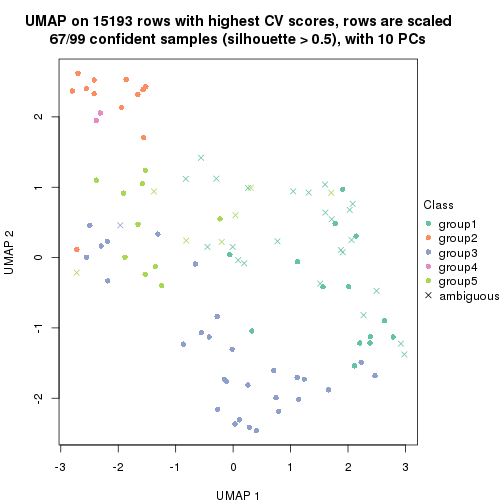 UMAP on 15193 rows with highest CV scores, rows are scaled
67/99 confident samples (silhouette > 0.5), with 10 PCs
UMAP 2
2
1
0
-1
-2
-3
-2
-1
0
1
2
3
UMAP 1
Class
group1
group2
group3
group4
group5
ambiguous